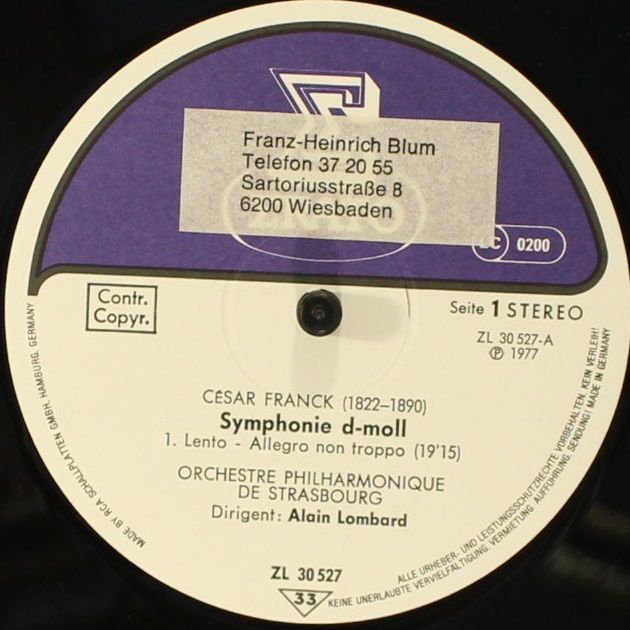 Franz-Heinrich Blum
Telefon 37 20 55
Sartoriusstraße 8
6200 Wiesbaden
0200
Contr.
Copyr.
Seite 1 STEREO
ZL 30 527-A
℗ 1977
CÉSAR FRANCK (1822–1890)
Symphonie d-moll
1. Lento - Allegro non troppo (19'15)
ORCHESTRE PHILHARMONIQUE
DE STRASBOURG
Dirigent: Alain Lombard
ZL 30 527
33
MADE BY RCA SCHALLPLATTEN GMBH. HAMBURG. GERMANY
ALLE URHEBER- UND LEISTUNGSSCHUTZRECHTE VORBEHALTEN. KEIN VERLEIH!
KEINE UNERLAUBTE VERVIELFÄLTIGUNG, VERMIETUNG, AUFFÜHRUNG, SENDUNG! MADE IN GERMANY